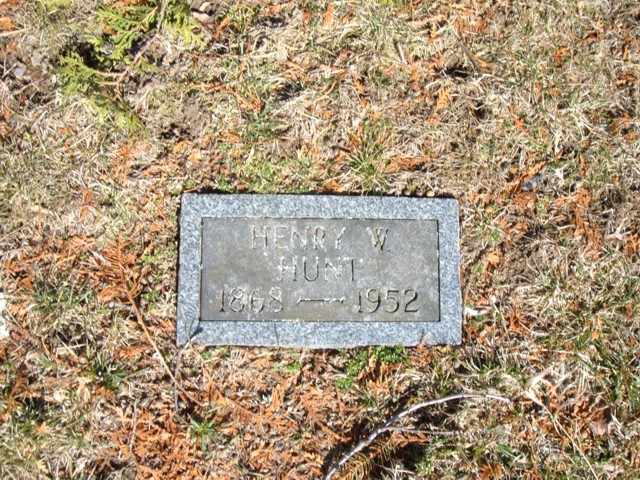 HENRY W.
HUNT
1868 — 1952